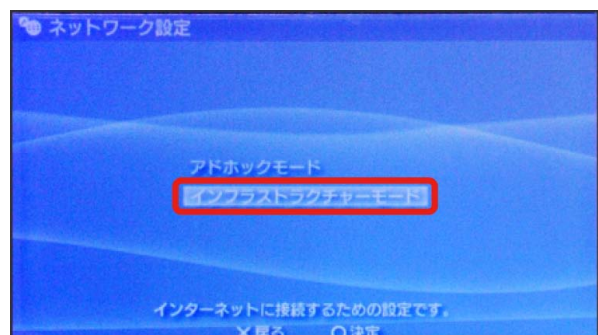 ネットワーク設定
アドホックモード
インフラストラクチャーモード
インターネットに接続するための設定です。
×戻る ○決定